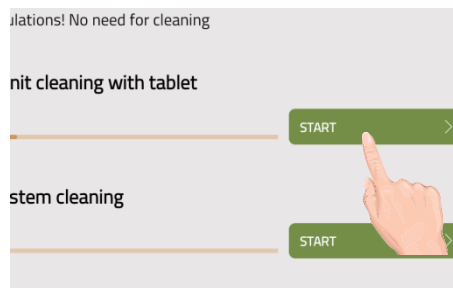 ulations! No need for cleaning
nit cleaning with tablet
START
stem cleaning
START